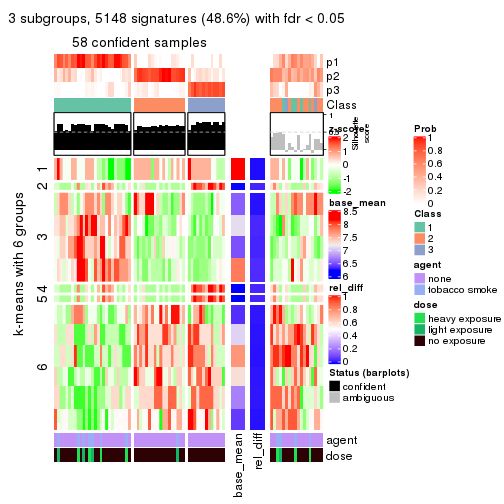 3 subgroups, 5148 signatures (48.6%) with fdr < 0.05
58 confident samples
p1
p2
p3
Class
1
0.5
0
Silhouette
score
z-score
2
1
0
-1
-2
k-means with 6 groups
1
2
3
5
4
6
base_mean
8.5
8
7.5
7
6.5
6
rel_diff
1
0.8
0.6
0.4
0.2
0
Status (barplots)
confident
ambiguous
Prob
1
0.8
0.6
0.4
0.2
0
Class
1
2
3
agent
none
tobacco smoke
dose
heavy exposure
light exposure
no exposure
agent
dose
base_mean
rel_diff